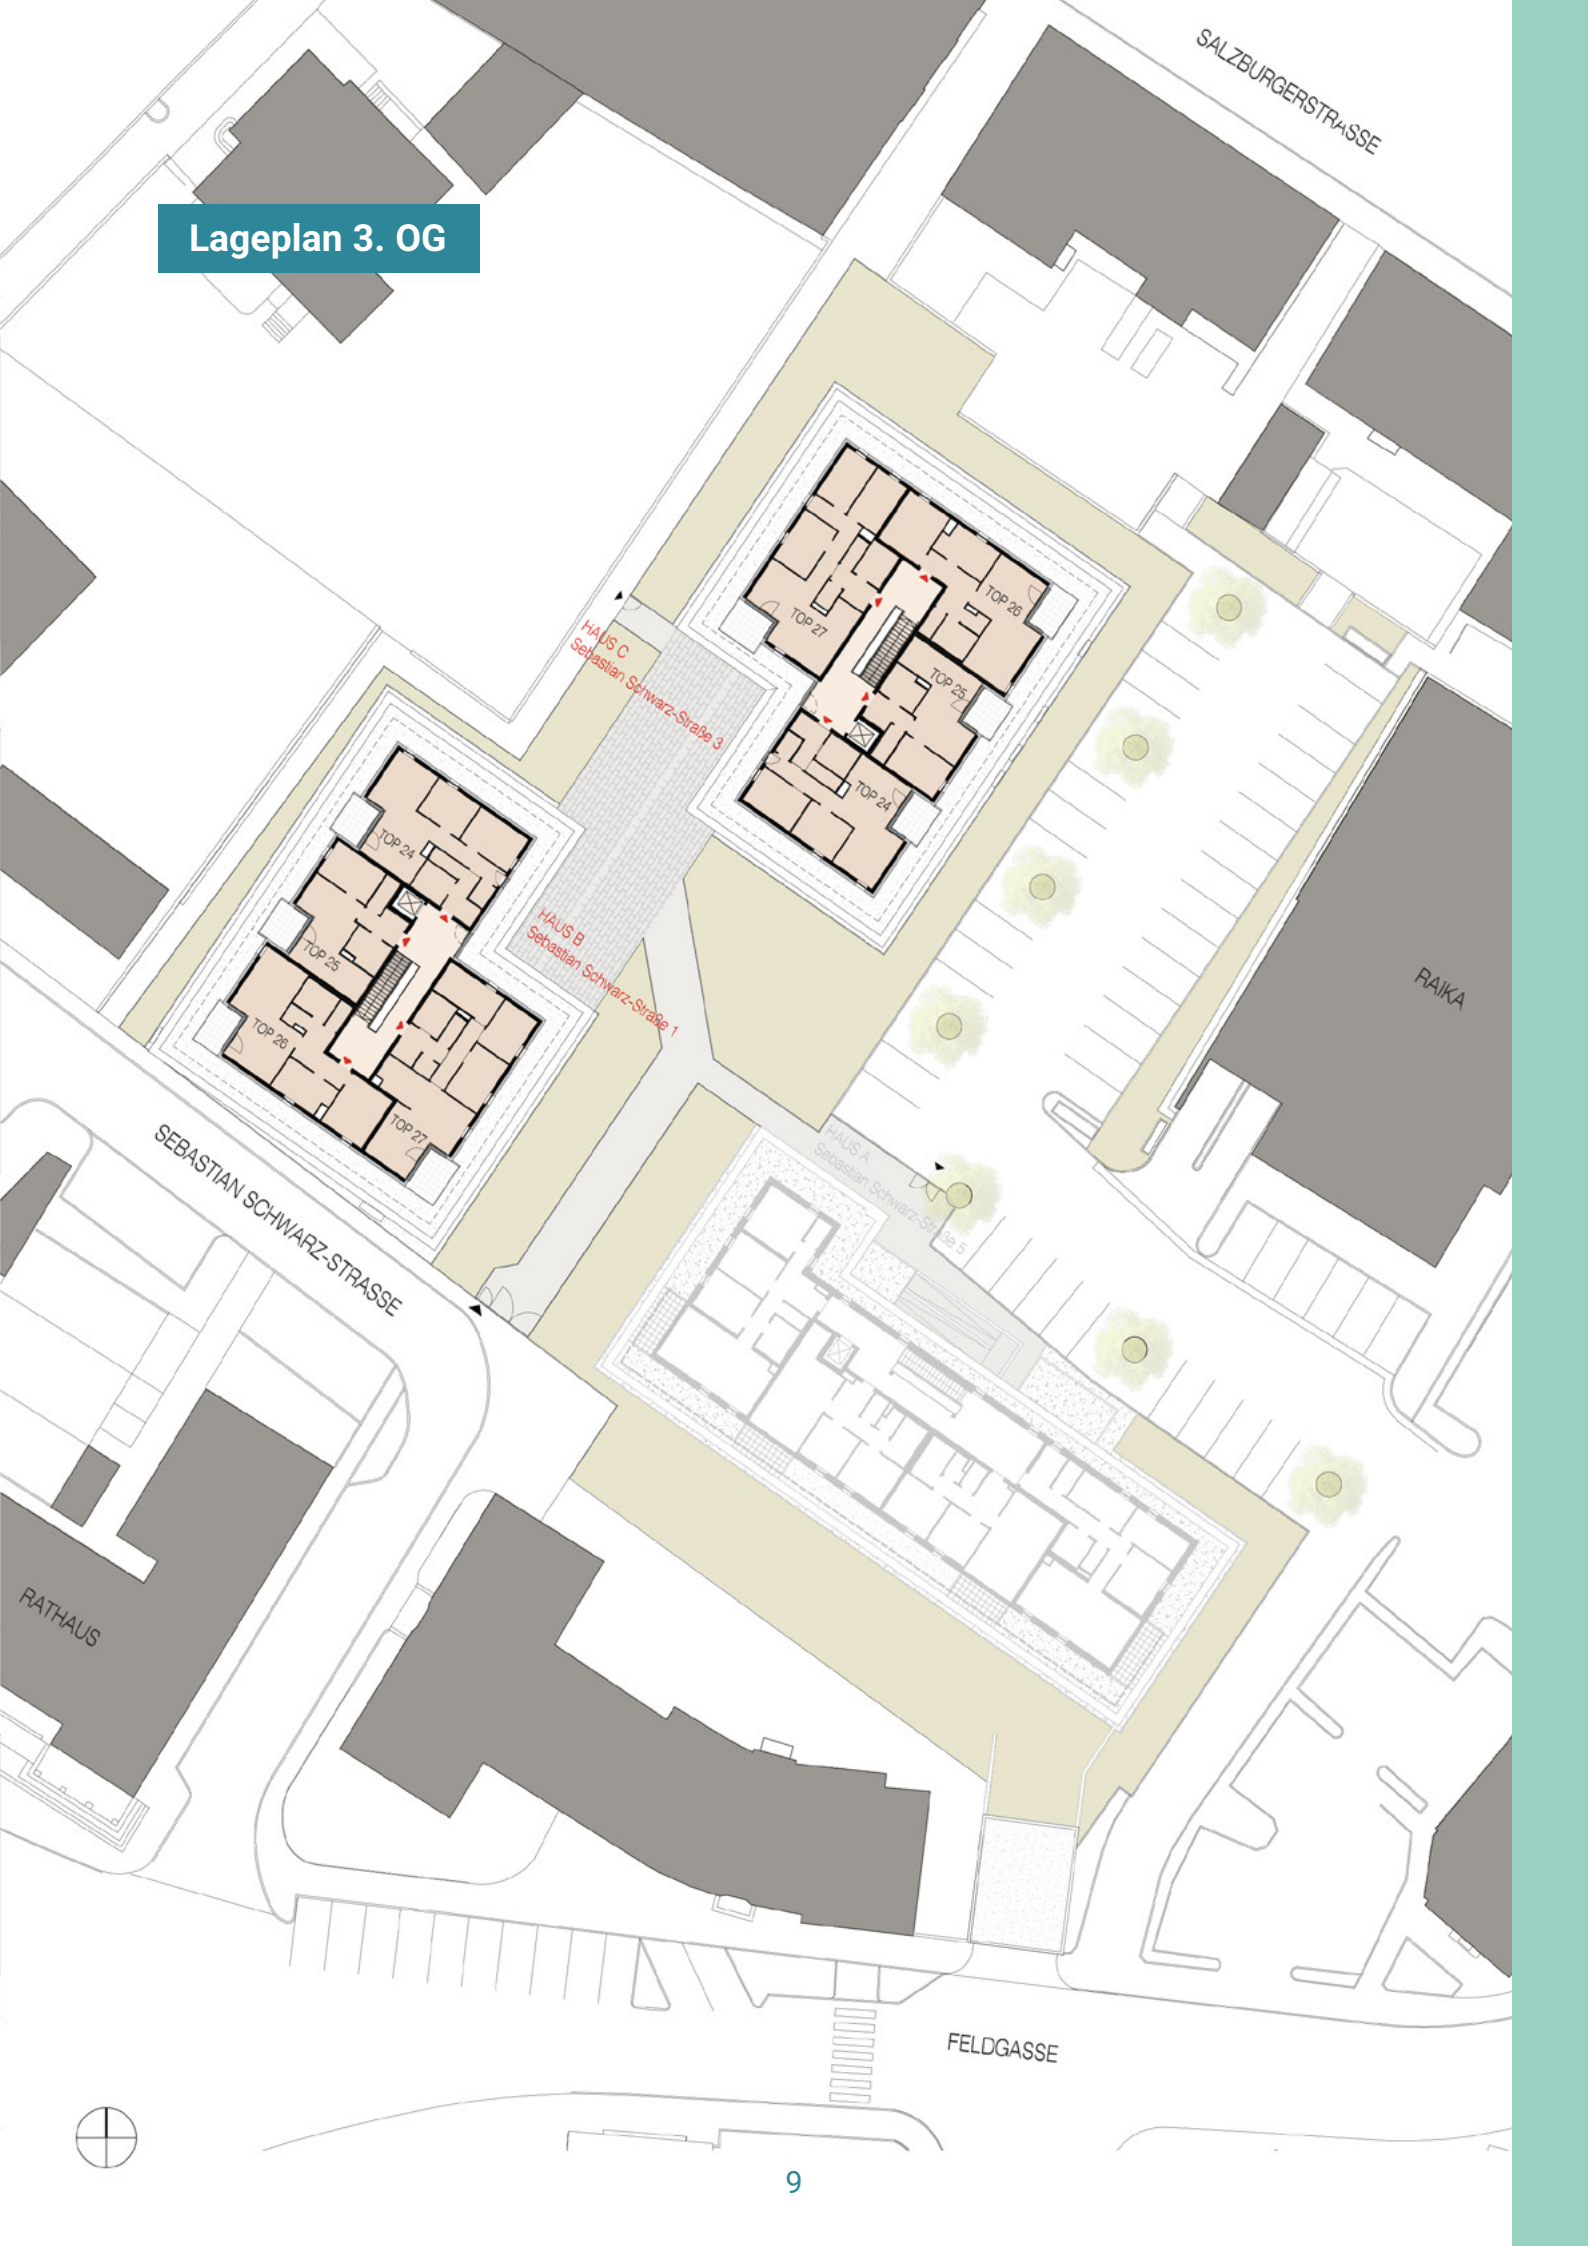 SALZBURGERSTRASSE
Lageplan 3. OG
TOP 26
TOP 27
HAUS C
Sebastian Schwarz-Straße 3
TOP 25
TOP 24
TOP 24
HAUS B
Sebastian Schwarz-Straße 1
TOP 25
TOP 26
TOP 27
RAIKA
HAUS A
Sebastian Schwarz-Straße 5
SEBASTIAN SCHWARZ-STRASSE
RATHAUS
FELDGASSE
9